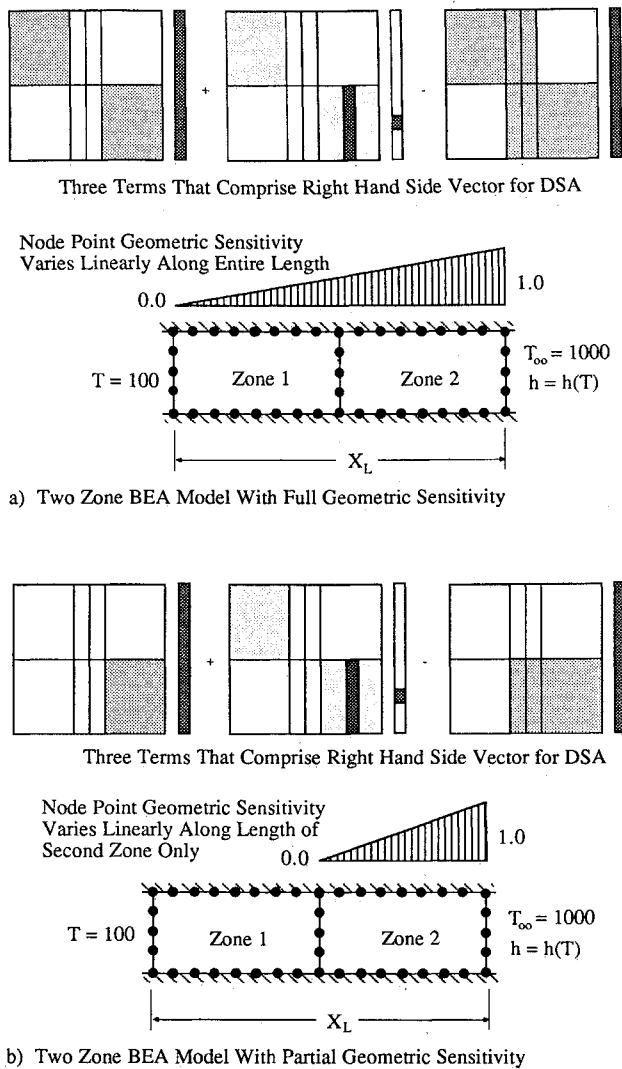 +
-
Three Terms That Comprise Right Hand Side Vector for DSA
Node Point Geometric Sensitivity
Varies Linearly Along Entire Length
0.0
1.0
T = 100
Zone 1
Zone 2
T∞ = 1000
h = h(T)
X_L
a) Two Zone BEA Model With Full Geometric Sensitivity
+
-
Three Terms That Comprise Right Hand Side Vector for DSA
Node Point Geometric Sensitivity
Varies Linearly Along Length of
Second Zone Only
0.0
1.0
T = 100
Zone 1
Zone 2
T∞ = 1000
h = h(T)
X_L
b) Two Zone BEA Model With Partial Geometric Sensitivity